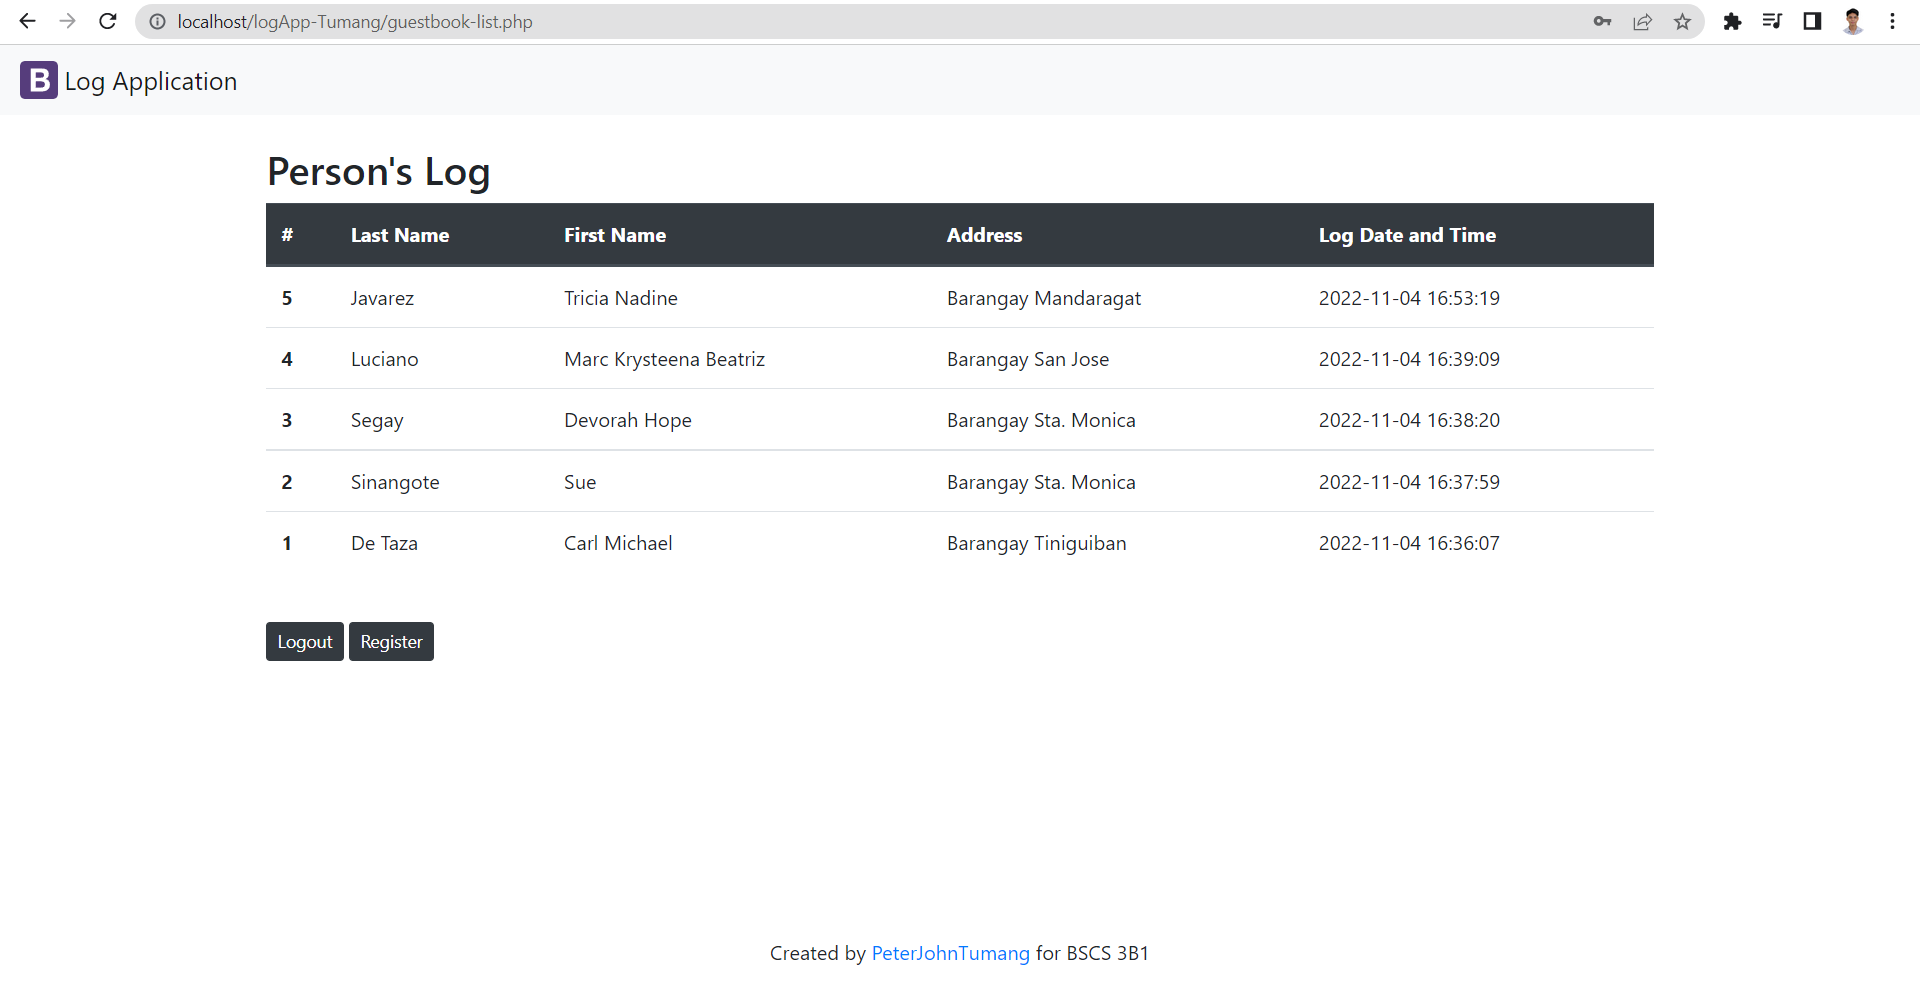 localhost/logApp-Tumang/guestbook-list.php
B Log Application
Person's Log
# Last Name First Name Address Log Date and Time
5 Javarez Tricia Nadine Barangay Mandaragat 2022-11-04 16:53:19
4 Luciano Marc Krysteena Beatriz Barangay San Jose 2022-11-04 16:39:09
3 Segay Devorah Hope Barangay Sta. Monica 2022-11-04 16:38:20
2 Sinangote Sue Barangay Sta. Monica 2022-11-04 16:37:59
1 De Taza Carl Michael Barangay Tiniguiban 2022-11-04 16:36:07
Logout Register
Created by PeterJohnTumang for BSCS 3B1